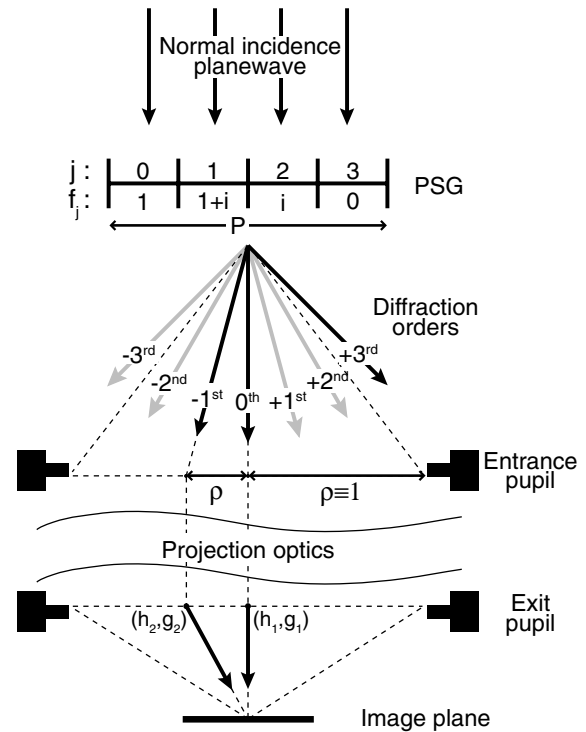 Normal incidence
planewave
j : 0 1 2 3
PSG
fj : 1 1+i i 0
P
Diffraction
orders
-3rd -2nd -1st 0th +1st +2nd +3rd
Entrance
pupil
ρ ρ≡1
Projection optics
Exit
pupil
(h2,g2) (h1,g1)
Image plane